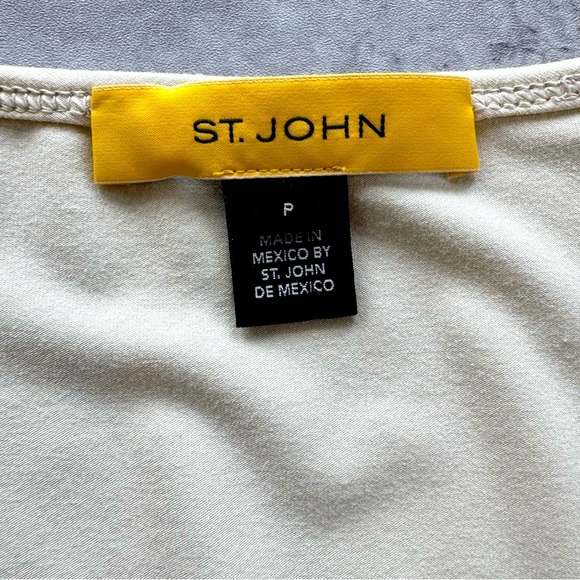 ST. JOHN
P
MADE IN
MEXICO BY
ST. JOHN
DE MEXICO